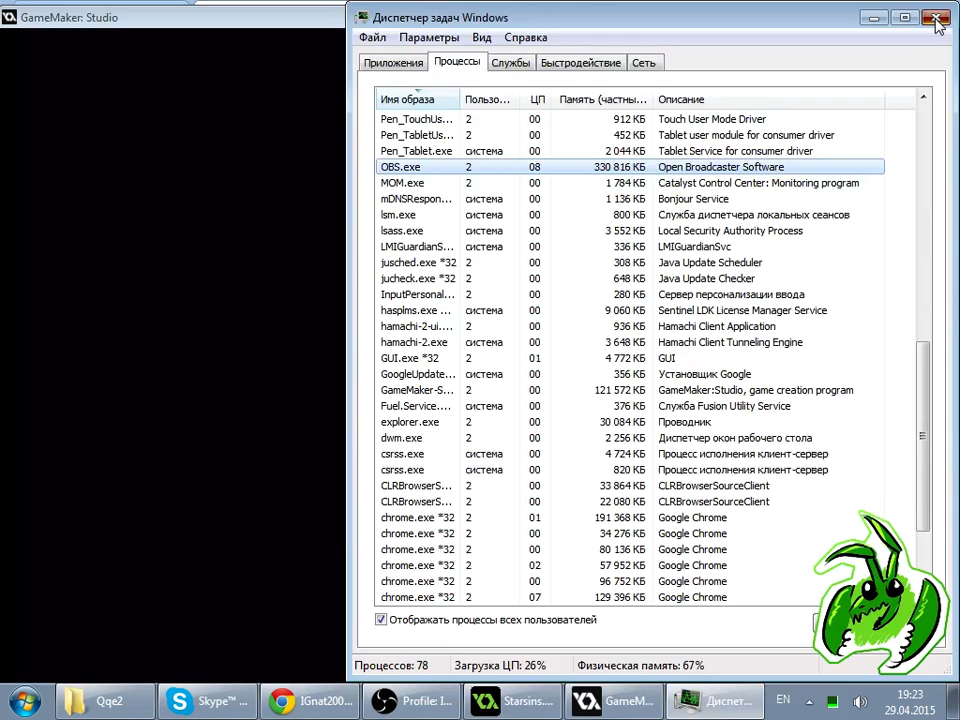 GameMaker: Studio
Диспетчер задач Windows
Файл Параметры Вид Справка
Приложения Процессы Службы Быстродействие Сеть
Имя образа Пользо... ЦП Память (частны... Описание
Pen_TouchUs... 2 00 912 КБ Touch User Mode Driver
Pen_TabletUs... 2 00 452 КБ Tablet user module for consumer driver
Pen_Tablet.exe система 00 2 044 КБ Tablet Service for consumer driver
OBS.exe 2 08 330 816 КБ Open Broadcaster Software
MOM.exe 2 00 1 784 КБ Catalyst Control Center: Monitoring program
mDNSRespon... система 00 1 136 КБ Bonjour Service
lsm.exe система 00 800 КБ Служба диспетчера локальных сеансов
lsass.exe система 00 3 552 КБ Local Security Authority Process
LMIGuardianS... система 00 336 КБ LMIGuardianSvc
jusched.exe *32 2 00 308 КБ Java Update Scheduler
jucheck.exe *32 2 00 648 КБ Java Update Checker
InputPersonal... 2 00 280 КБ Сервер персонализации ввода
hasplms.exe ... система 00 9 060 КБ Sentinel LDK License Manager Service
hamachi-2-ui.... 2 00 936 КБ Hamachi Client Application
hamachi-2.exe система 00 3 648 КБ Hamachi Client Tunneling Engine
GUI.exe *32 2 01 4 772 КБ GUI
GoogleUpdate... система 00 356 КБ Установщик Google
GameMaker-S... 2 00 121 572 КБ GameMaker:Studio, game creation program
Fuel.Service.... система 00 376 КБ Служба Fusion Utility Service
explorer.exe 2 00 30 084 КБ Проводник
dwm.exe 2 00 2 256 КБ Диспетчер окон рабочего стола
csrss.exe система 00 4 724 КБ Процесс исполнения клиент-сервер
csrss.exe система 00 820 КБ Процесс исполнения клиент-сервер
CLRBrowserS... 2 00 33 864 КБ CLRBrowserSourceClient
CLRBrowserS... 2 00 22 080 КБ CLRBrowserSourceClient
chrome.exe *32 2 01 191 368 КБ Google Chrome
chrome.exe *32 2 00 34 276 КБ Google Chrome
chrome.exe *32 2 00 80 136 КБ Google Chrome
chrome.exe *32 2 02 57 952 КБ Google Chrome
chrome.exe *32 2 00 96 752 КБ Google Chrome
chrome.exe *32 2 07 129 396 КБ Google Chrome
Отображать процессы всех пользователей
Процессов: 78 Загрузка ЦП: 26% Физическая память: 67%
Qqe2 Skype™ ... IGnat200... Profile: I... Starsins.... GameM... Диспет... EN 19:23
29.04.2015